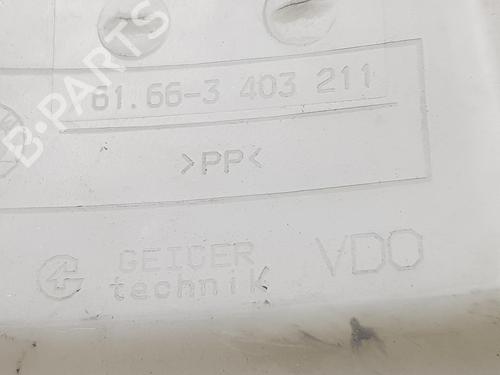 B-PARTS
61.66-3 403 211
>PP<
GEIGER
technik
VDO